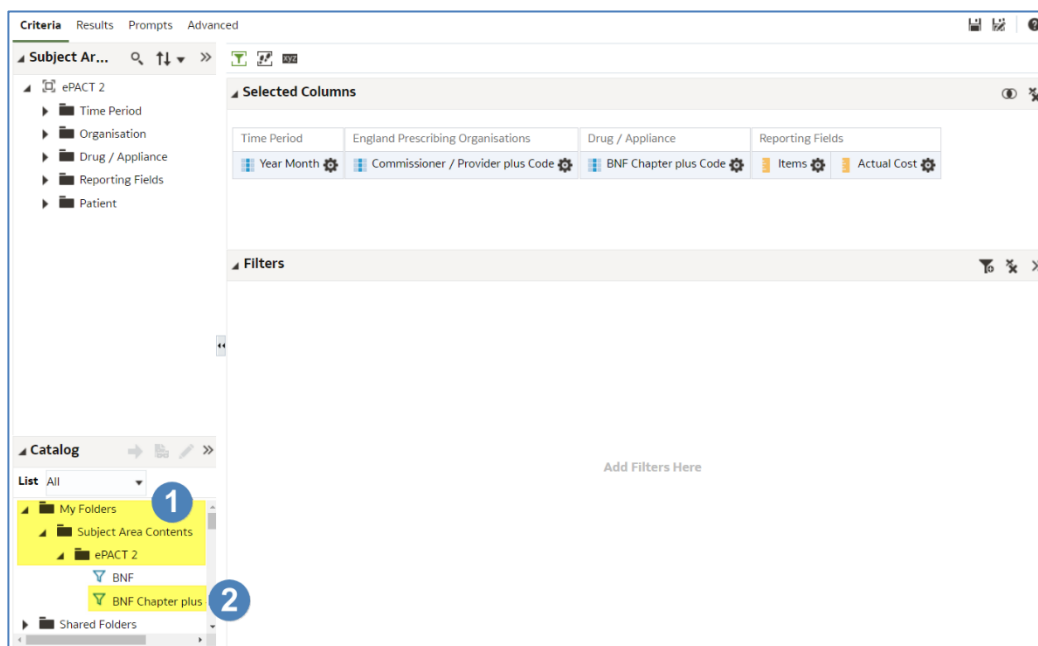 Criteria Results Prompts Advanced
Subject Ar...
ePACT 2
Time Period
Organisation
Drug / Appliance
Reporting Fields
Patient
xyz
Selected Columns
Time Period England Prescribing Organisations Drug / Appliance Reporting Fields
Year Month Commissioner / Provider plus Code BNF Chapter plus Code Items Actual Cost
Filters
Add Filters Here
Catalog
List All
1
My Folders
Subject Area Contents
ePACT 2
BNF
BNF Chapter plus
2
Shared Folders